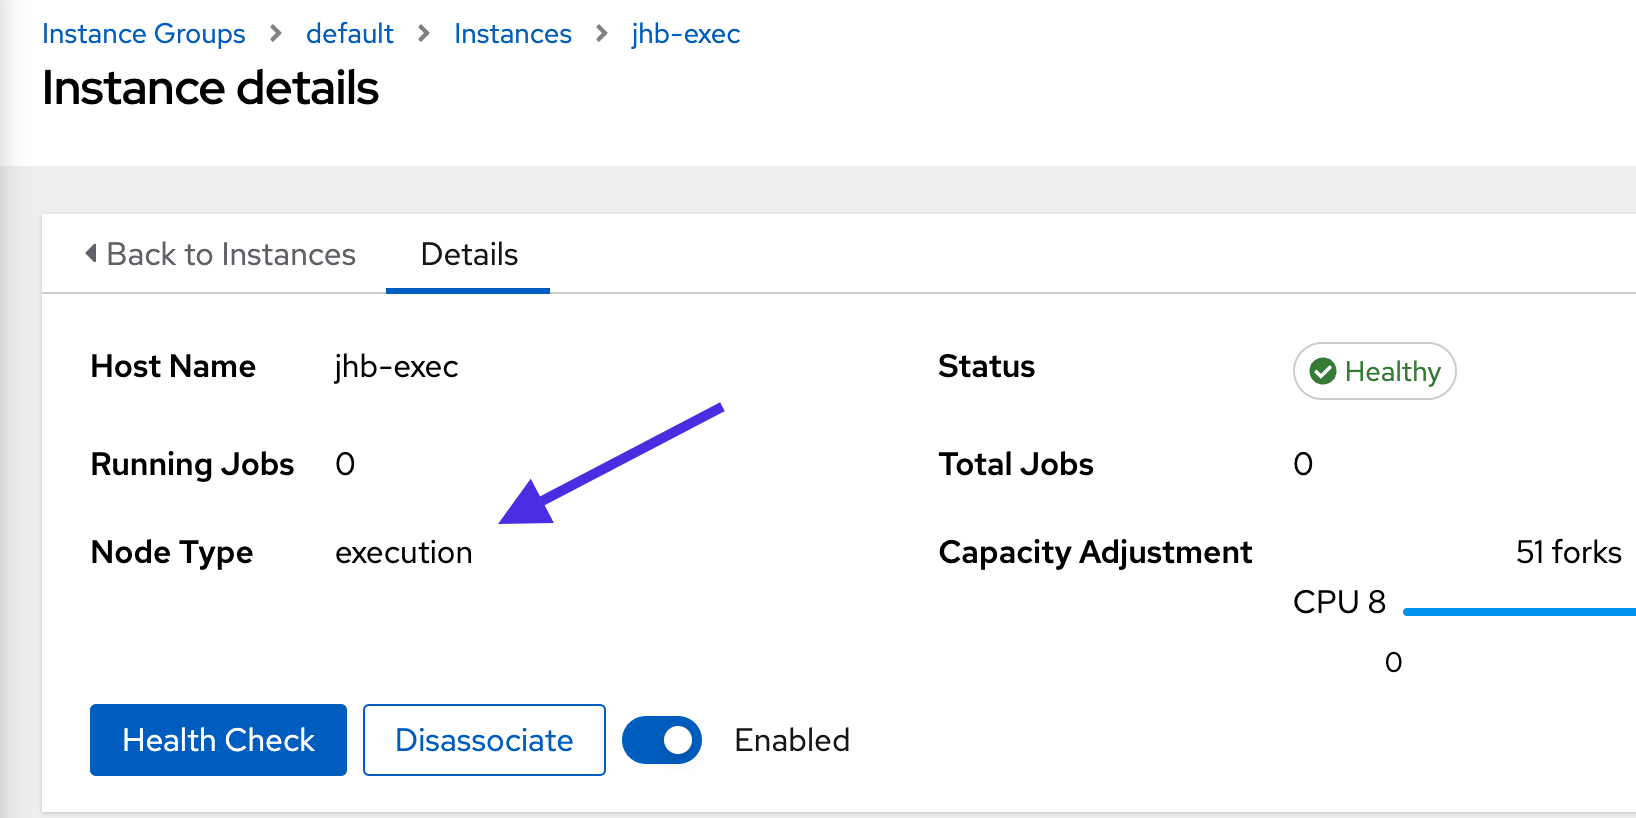 Instance Groups > default > Instances > jhb-exec
Instance details
Back to Instances Details
Host Name jhb-exec Status Healthy
Running Jobs 0 Total Jobs 0
Node Type execution Capacity Adjustment 51 forks
CPU 8
0
Health Check Disassociate Enabled